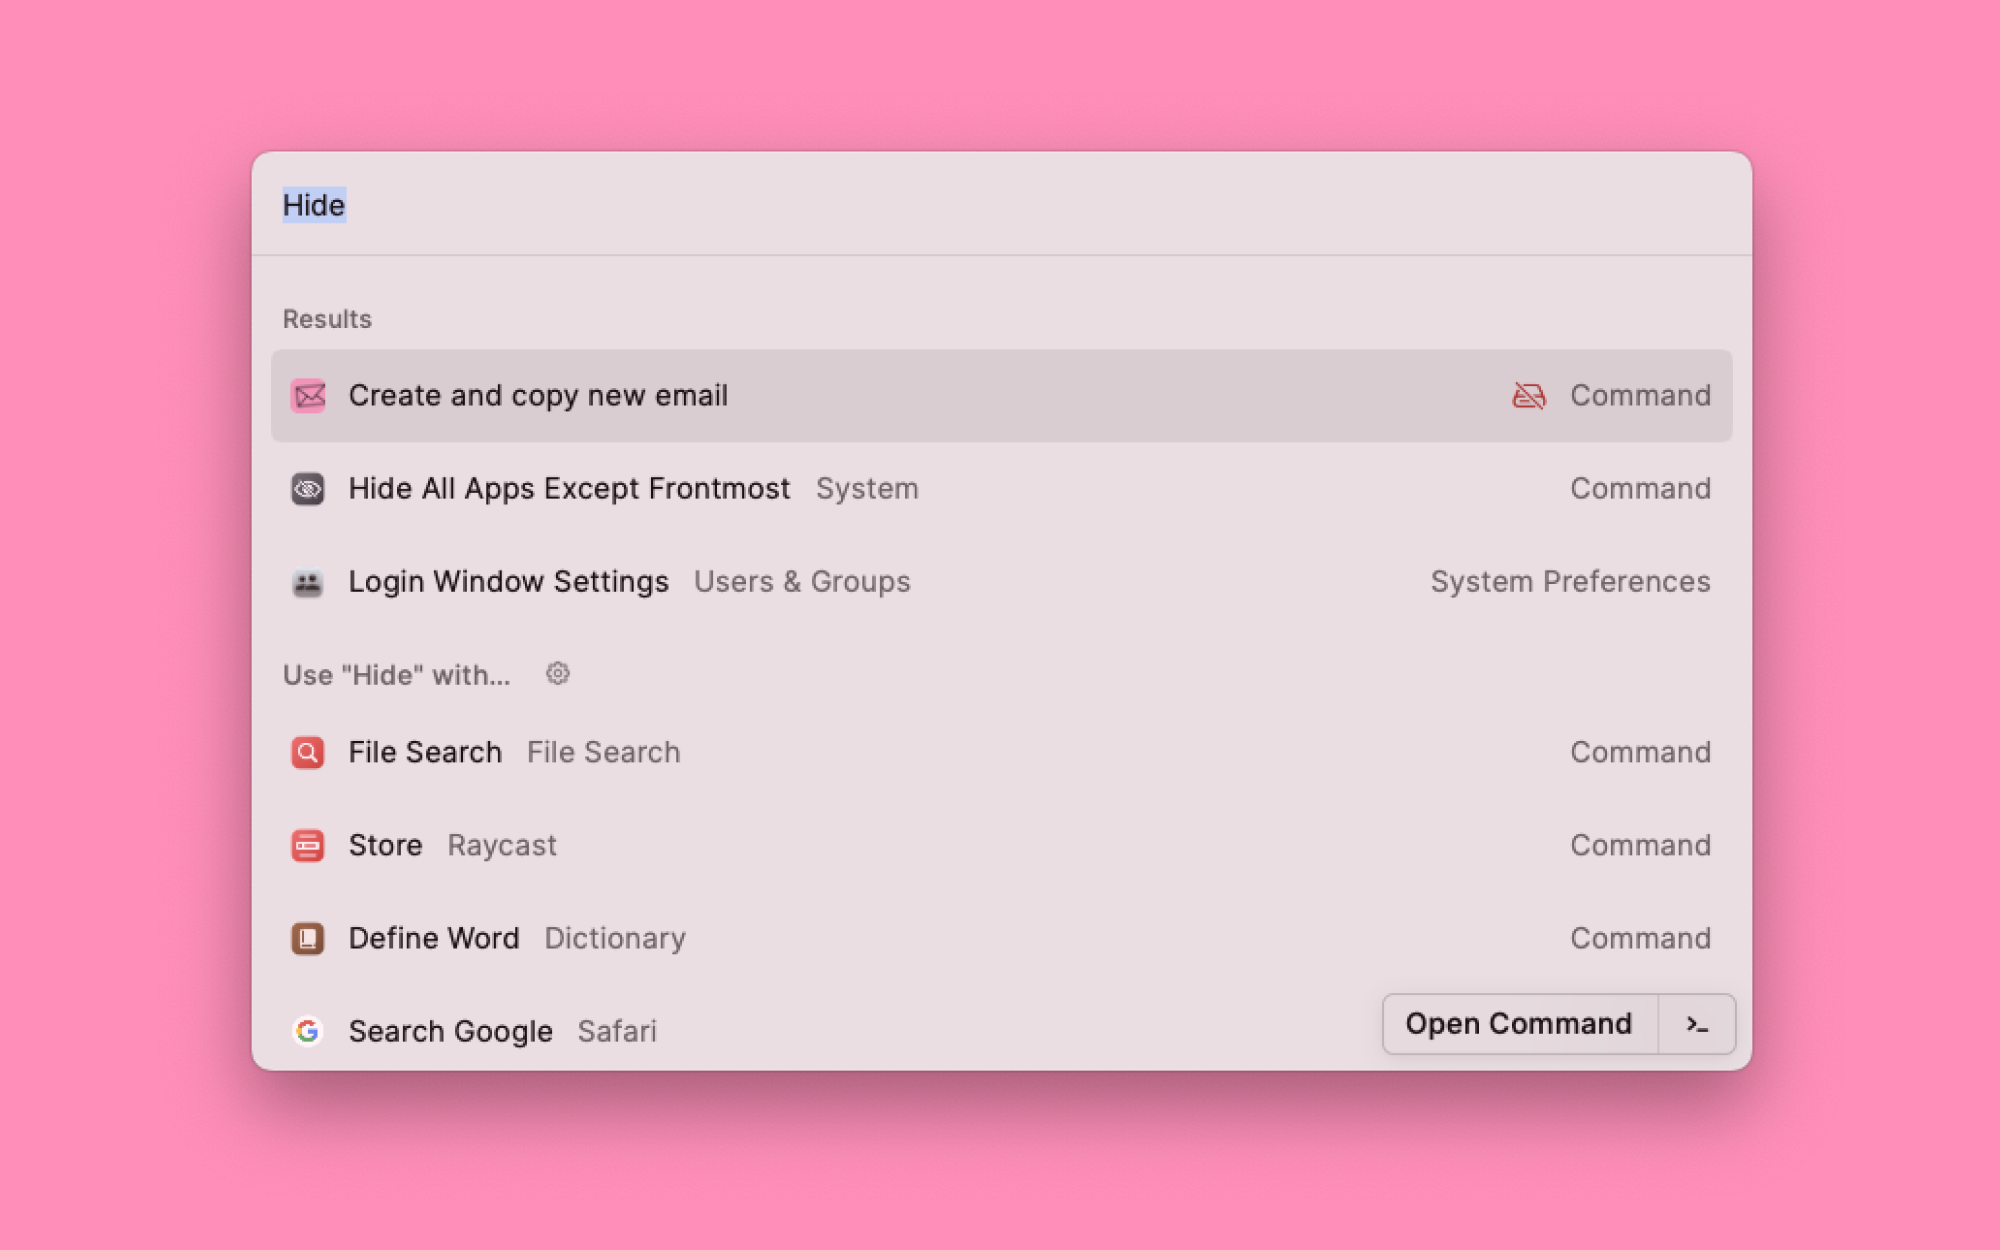 Hide
Results
Create and copy new email Command
Hide All Apps Except Frontmost System Command
Login Window Settings Users & Groups System Preferences
Use "Hide" with...
File Search File Search Command
Store Raycast Command
Define Word Dictionary Command
Search Google Safari
Open Command >_